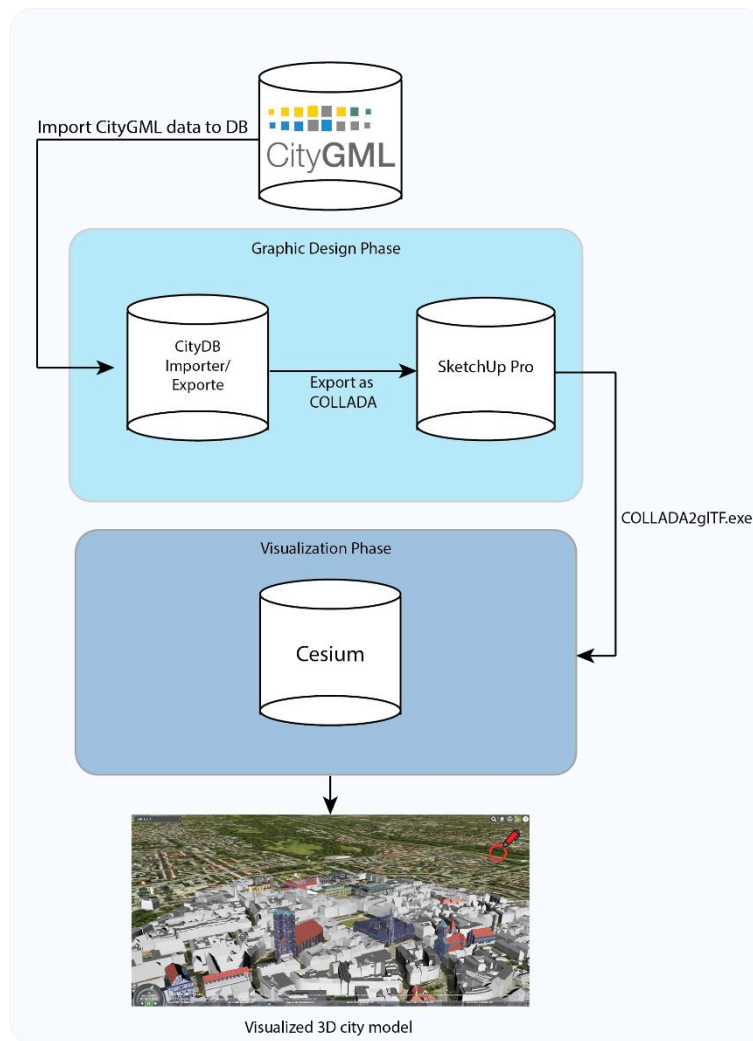 CityGML
Import CityGML data to DB
Graphic Design Phase
CityDB
Importer/
Exporte
SketchUp Pro
Export as
COLLADA
COLLADA2glTF.exe
Visualization Phase
Cesium
Visualized 3D city model